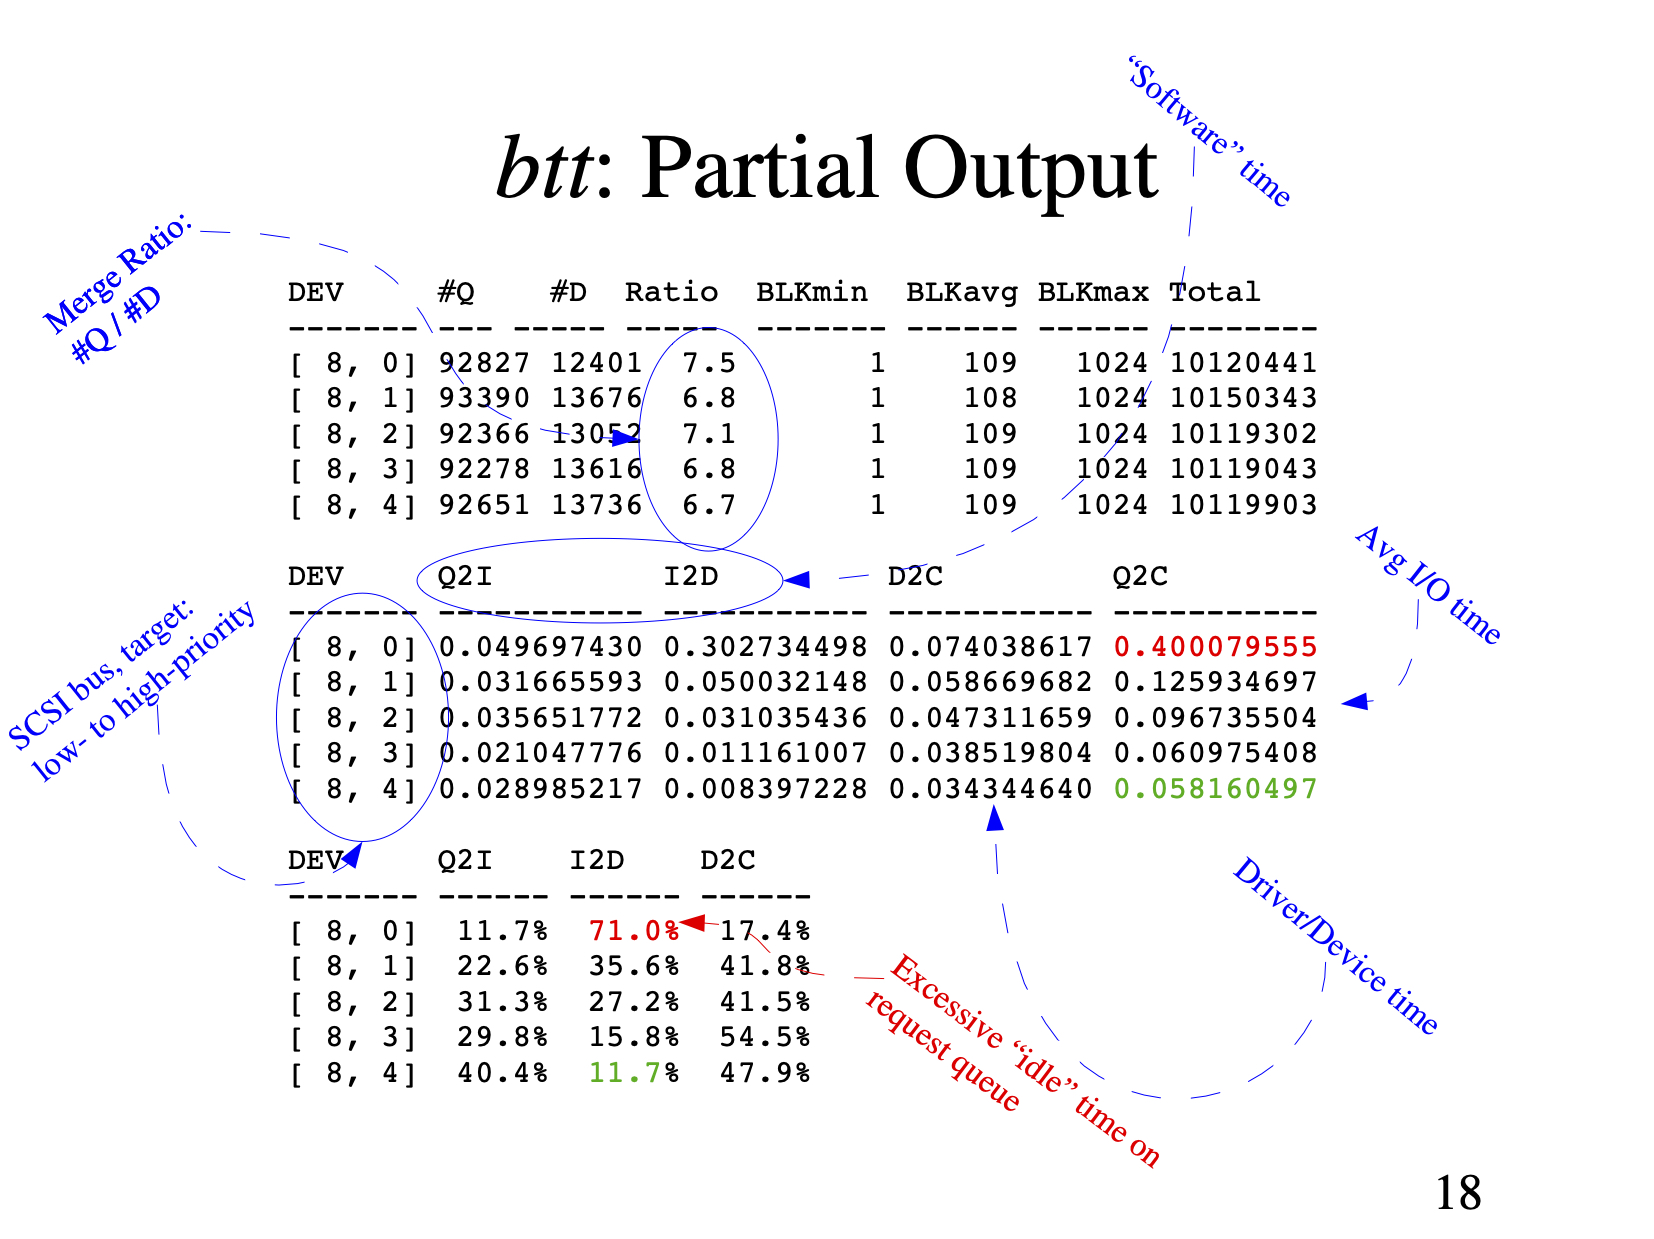 “Software” time
btt: Partial Output
Merge Ratio:
#Q / #D
DEV #Q #D Ratio BLKmin BLKavg BLKmax Total
------- --- ----- ----- ------- ------ ------ --------
[ 8, 0] 92827 12401 7.5 1 109 1024 10120441
[ 8, 1] 93390 13676 6.8 1 108 1024 10150343
[ 8, 2] 92366 13052 7.1 1 109 1024 10119302
[ 8, 3] 92278 13616 6.8 1 109 1024 10119043
[ 8, 4] 92651 13736 6.7 1 109 1024 10119903
Avg I/O time
DEV Q2I I2D D2C Q2C
------- ----------- ----------- ----------- -----------
[ 8, 0] 0.049697430 0.302734498 0.074038617 0.400079555
[ 8, 1] 0.031665593 0.050032148 0.058669682 0.125934697
[ 8, 2] 0.035651772 0.031035436 0.047311659 0.096735504
[ 8, 3] 0.021047776 0.011161007 0.038519804 0.060975408
[ 8, 4] 0.028985217 0.008397228 0.034344640 0.058160497
SCSI bus, target:
low- to high-priority
DEV Q2I I2D D2C
------- ------ ------ ------
[ 8, 0] 11.7% 71.0% 17.4%
[ 8, 1] 22.6% 35.6% 41.8%
[ 8, 2] 31.3% 27.2% 41.5%
[ 8, 3] 29.8% 15.8% 54.5%
[ 8, 4] 40.4% 11.7% 47.9%
Driver/Device time
Excessive “idle” time on
request queue
18